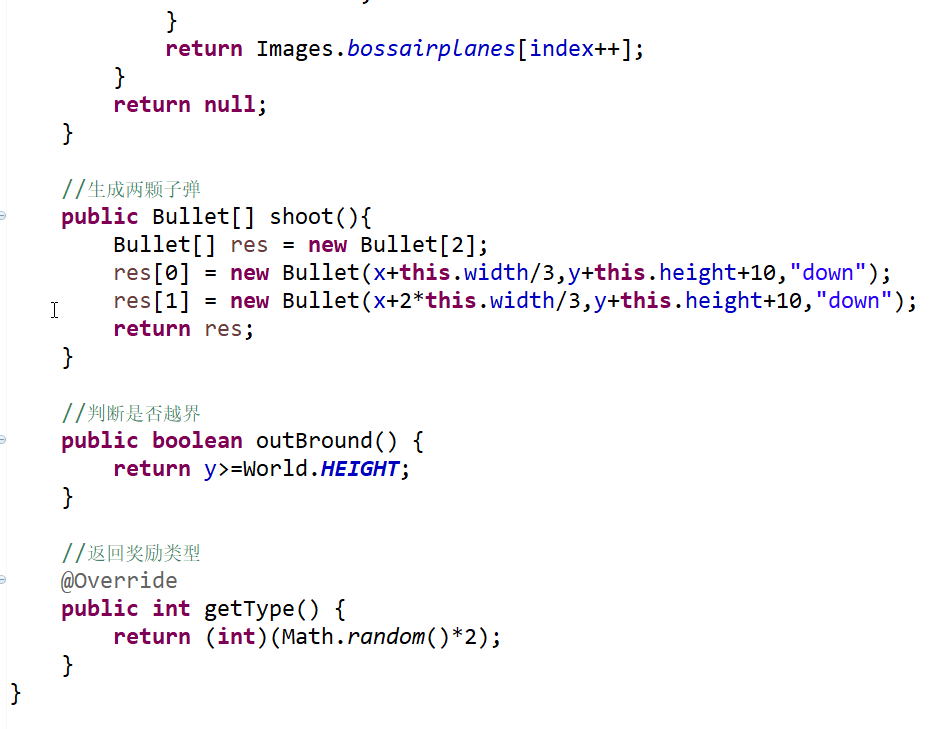 }
return Images.bossairplanes[index++];
}
return null;
}
//生成两颗子弹
public Bullet[] shoot(){
Bullet[] res = new Bullet[2];
res[0] = new Bullet(x+this.width/3,y+this.height+10,"down");
res[1] = new Bullet(x+2*this.width/3,y+this.height+10,"down");
return res;
}
//判断是否越界
public boolean outBround() {
return y>=World.HEIGHT;
}
//返回奖励类型
@Override
public int getType() {
return (int)(Math.random()*2);
}
}